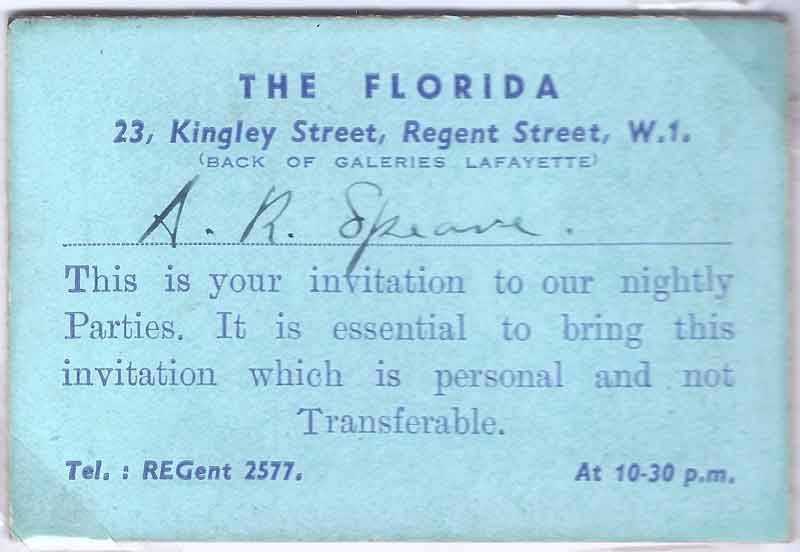 THE FLORIDA
23, Kingley Street, Regent Street, W.1.
(BACK OF GALERIES LAFAYETTE)
A. R.
This is your invitation to our nightly
Parties. It is essential to bring this
invitation which is personal and not
Transferable.
Tel. : REGent 2577.
At 10-30 p.m.